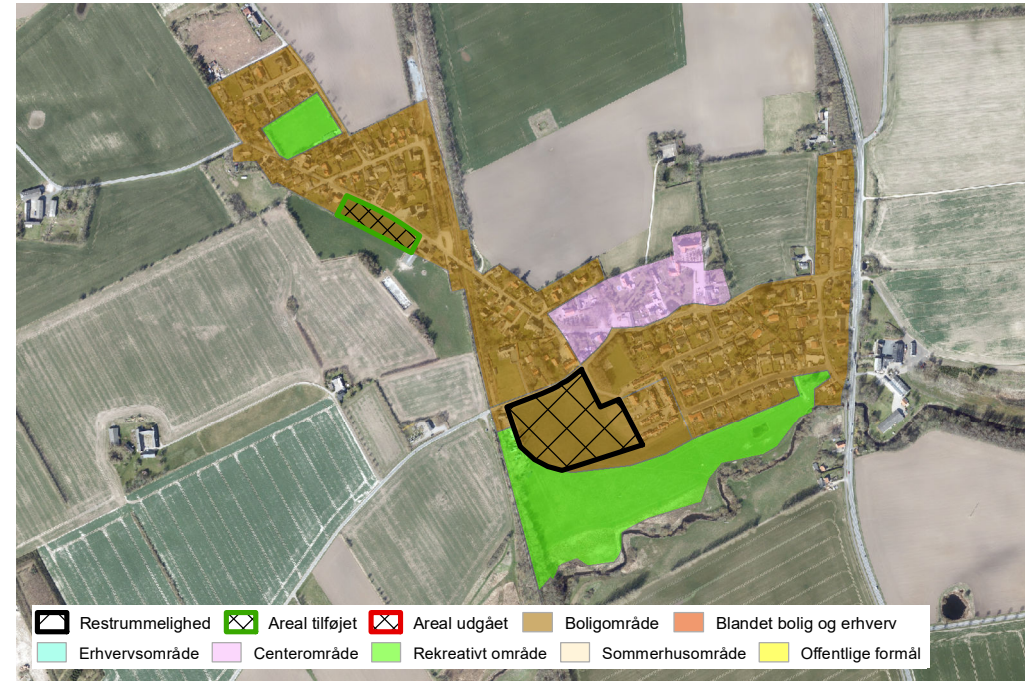 Restrummelighed Areal tilføjet Areal udgået Boligområde Blandet bolig og erhverv
Erhvervsområde Centerområde Rekreativt område Sommerhusområde Offentlige formål